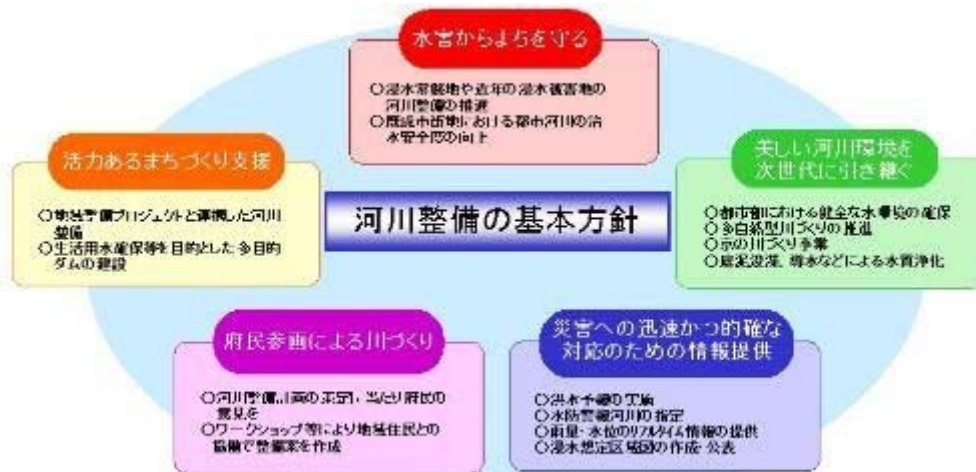 水害からまちを守る
○浸水常襲地や近年の浸水被害地の
河川整備の推進
○既成市街地における都市河川の治
水安全度の向上
活力あるまちづくり支援
○地域整備プロジェクトと連携した河川
整備
○生活用水確保等を目的とした多目的
ダムの建設
河川整備の基本方針
美しい河川環境を
次世代に引き継ぐ
○都市部における健全な水環境の確保
○多自然型川づくりの推進
の川づくり事業
○底泥浚渫、導水などによる水質浄化
府民参画による川づくり
○河川整備計画の策定に当たり府民の
意見を
○ワークショップ等により地域住民との
協働で整備案を作成
災害への迅速かつ的確な
対応のための情報提供
○洪水予報の実施
○水防警報河川の指定
○雨量・水位のリアルタイム情報の提供
○浸水想定区域図の作成・公表